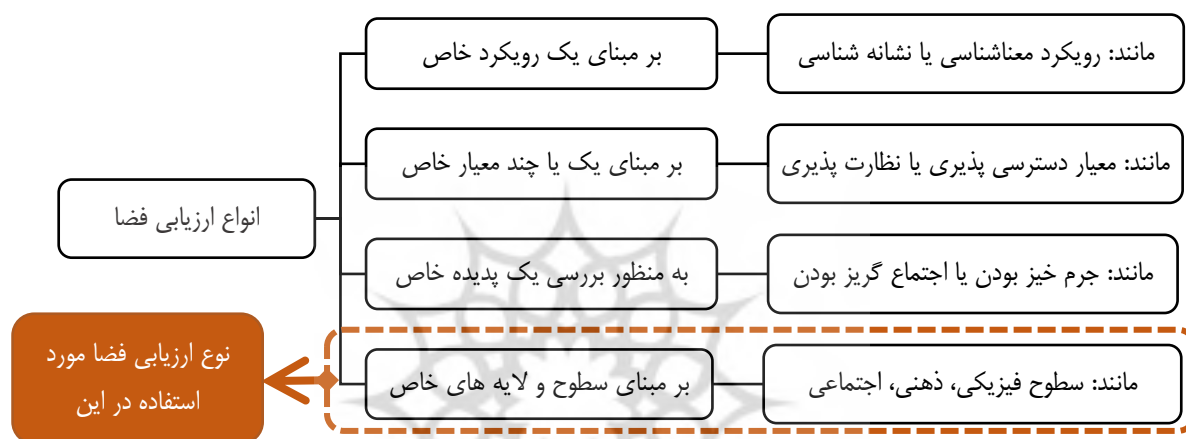 انواع ارزیابی فضا
بر مبنای یک رویکرد خاص
مانند: رویکرد معناشناسی یا نشانه شناسی
بر مبنای یک یا چند معیار خاص
مانند: معیار دسترسی پذیری یا نظارت پذیری
به منظور بررسی یک پدیده خاص
مانند: جرم خیز بودن یا اجتماع گریز بودن
بر مبنای سطوح و لایه های خاص
مانند: سطوح فیزیکی، ذهنی، اجتماعی
نوع ارزیابی فضا مورد
استفاده در این